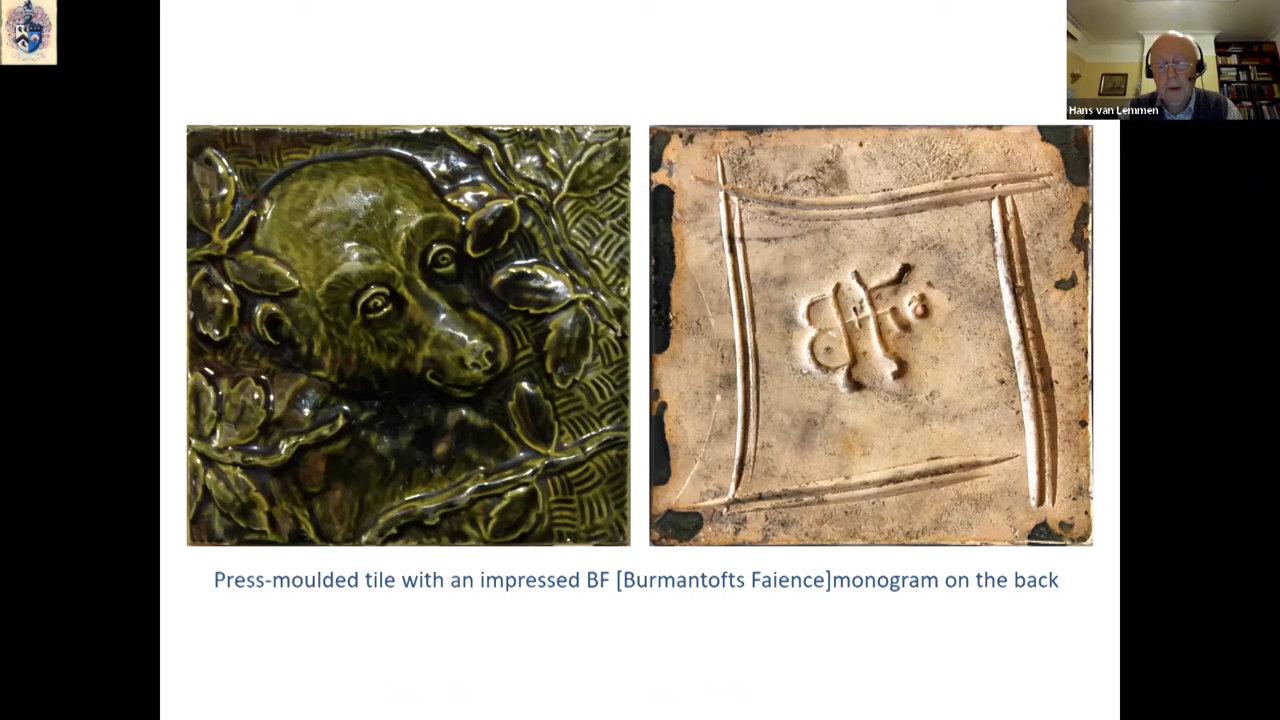 Hans van Lemmen
Press-moulded tile with an impressed BF [Burmantofts Faience]monogram on the back